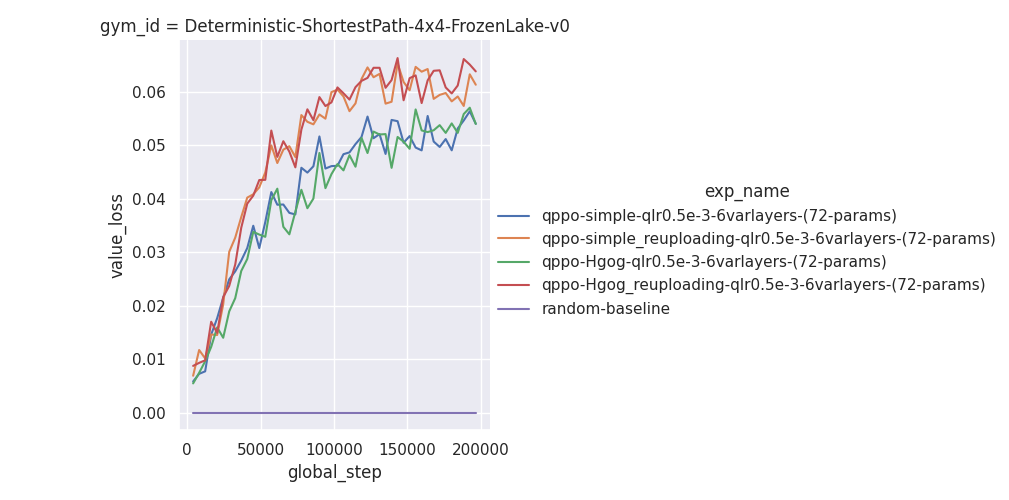 gym_id = Deterministic-ShortestPath-4x4-FrozenLake-v0
0.06
0.05
0.04
0.03
0.02
0.01
0.00
value_loss
0
50000
100000
150000
200000
global_step
exp_name
qppo-simple-qlr0.5e-3-6varlayers-(72-params)
qppo-simple_reuploading-qlr0.5e-3-6varlayers-(72-params)
qppo-Hgog-qlr0.5e-3-6varlayers-(72-params)
qppo-Hgog_reuploading-qlr0.5e-3-6varlayers-(72-params)
random-baseline